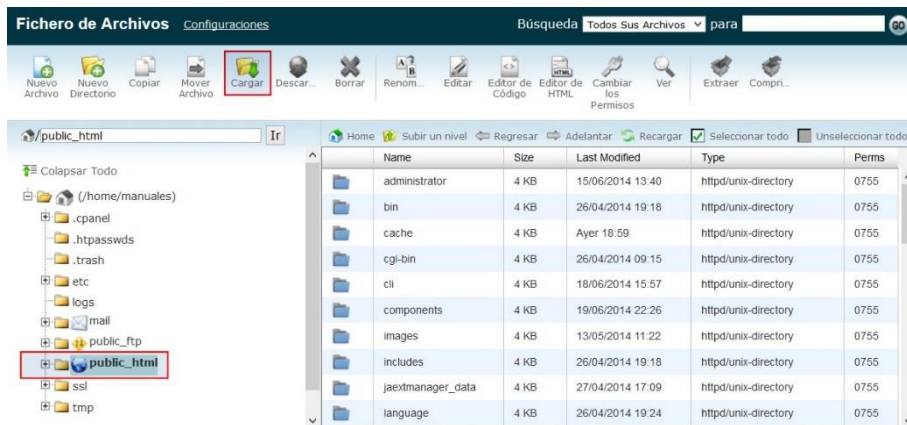 Fichero de Archivos Configuraciones Búsqueda Todos Sus Archivos para GO
Nuevo Archivo
Nuevo Directorio
Copiar
Mover Archivo
Cargar
Descar...
Borrar
Renom...
Editar
Editor de Código
Editor de HTML
Cambiar los Permisos
Ver
Extraer
Compri...
/public_html Ir
Home Subir un nivel Regresar Adelantar Recargar Seleccionar todo Unseleccionar todo
Colapsar Todo
(/home/manuales)
.cpanel
.htpasswds
.trash
etc
logs
mail
public_ftp
public_html
ssl
tmp
Name Size Last Modified Type Perms
administrator 4 KB 15/06/2014 13:40 httpd/unix-directory 0755
bin 4 KB 26/04/2014 19:18 httpd/unix-directory 0755
cache 4 KB Ayer 18:59 httpd/unix-directory 0755
cgi-bin 4 KB 26/04/2014 09:15 httpd/unix-directory 0755
cli 4 KB 18/06/2014 15:57 httpd/unix-directory 0755
components 4 KB 19/06/2014 22:26 httpd/unix-directory 0755
images 4 KB 13/05/2014 11:22 httpd/unix-directory 0755
includes 4 KB 26/04/2014 19:18 httpd/unix-directory 0755
jaextmanager_data 4 KB 27/04/2014 17:09 httpd/unix-directory 0755
language 4 KB 26/04/2014 19:24 httpd/unix-directory 0755